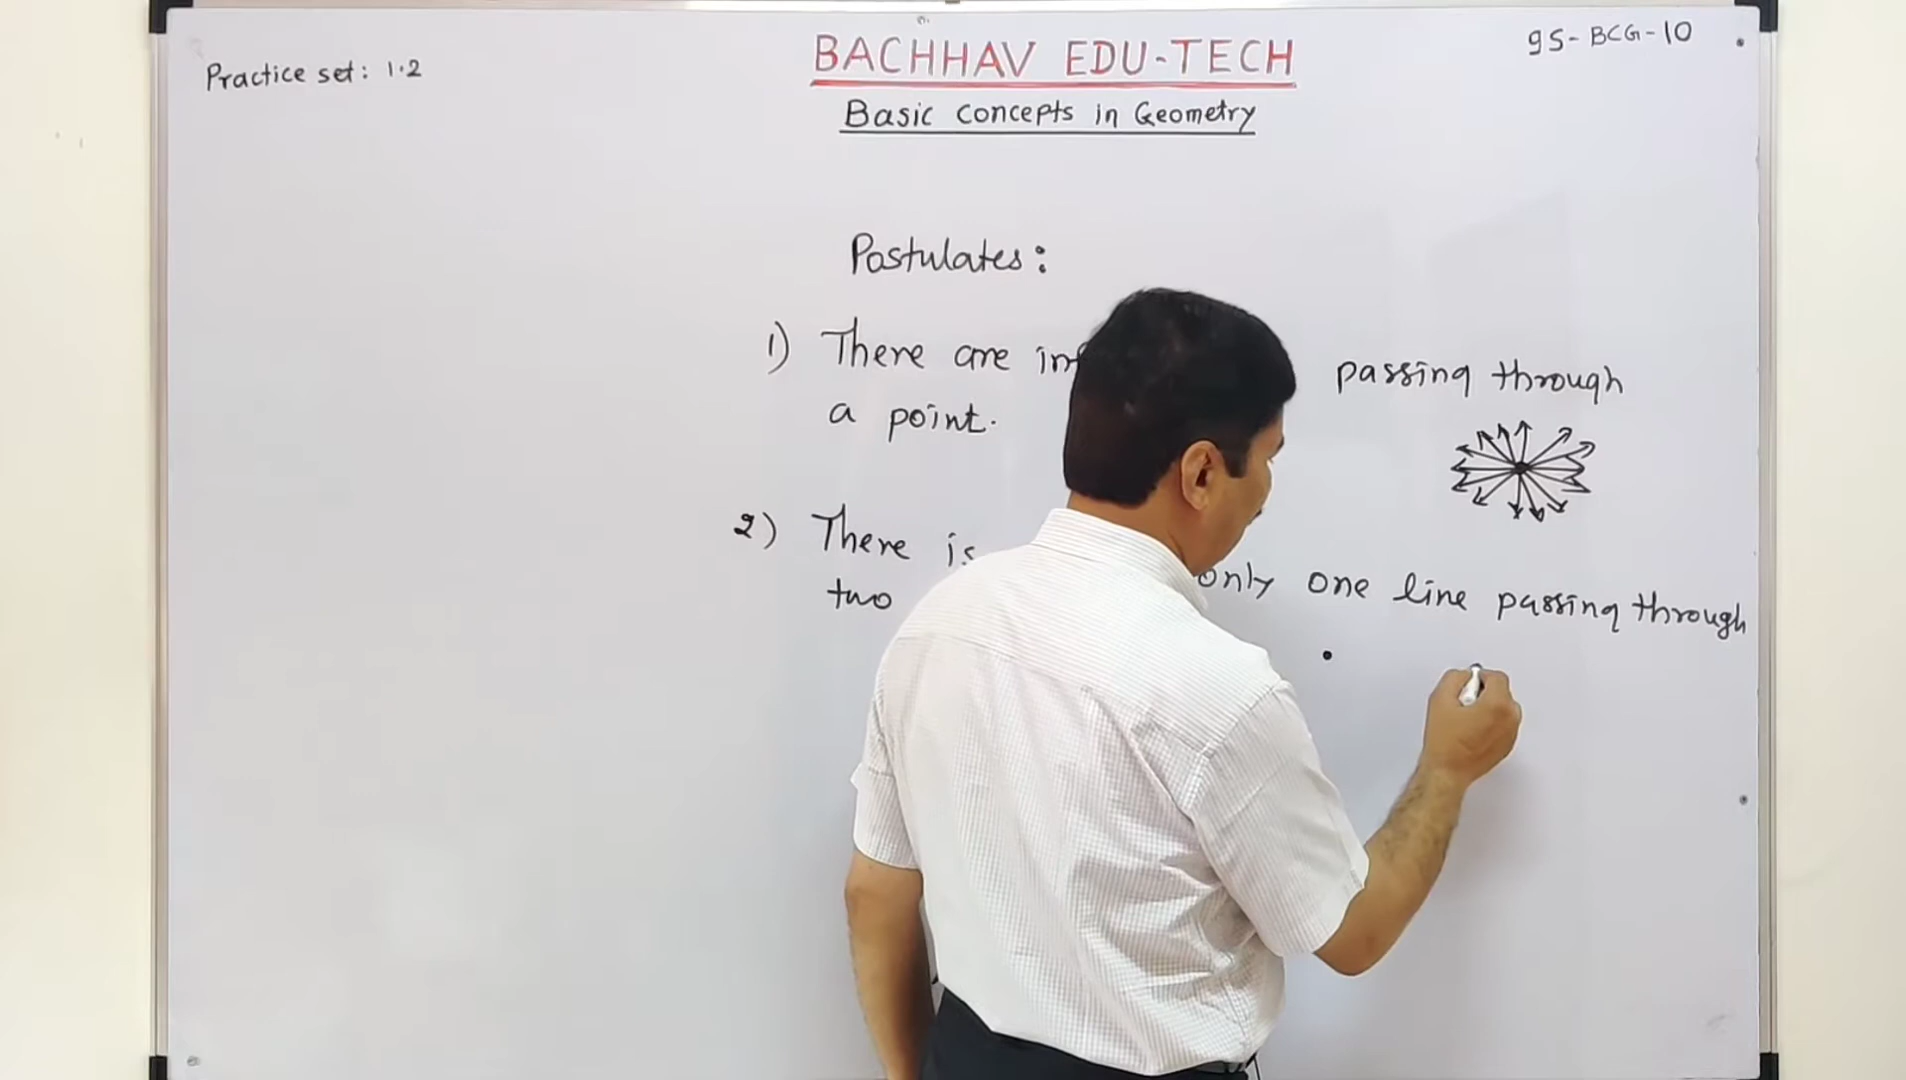 Practice set: 1.2
BACHHAV EDU-TECH
9S-BCG-10
Basic Concepts in Geometry
Postulates:
1) There are passing through
a point.
2) There is only one line passing through
two